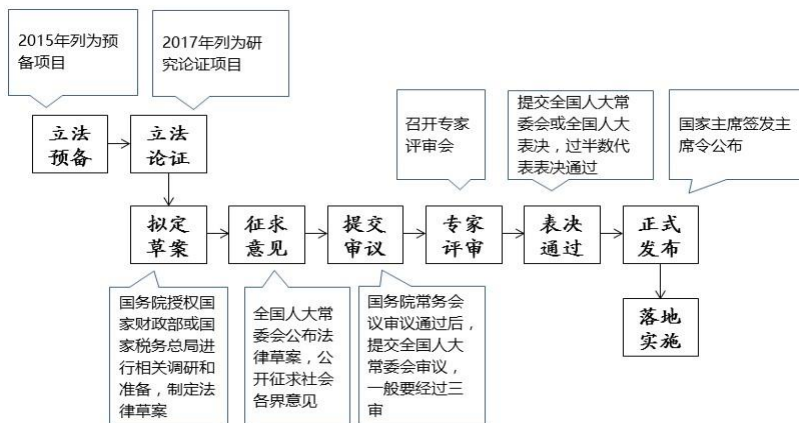 2015年列为预
备项目
2017年列为研
究论证项目
立法
预备
立法
论证
召开专家
评审会
提交全国人大常
委会或全国人大
表决，过半数代
表表决通过
国家主席签发主
席令公布
拟定
草案
征求
意见
提交
审议
专家
评审
表决
通过
正式
发布
国务院授权国
家财政部或国
家税务总局进
行相关调研和
准备，制定法
律草案
全国人大常
委会公布法
律草案，公
开征求社会
各界意见
国务院常务会
议审议通过后，
提交全国人大
常委会审议，
一般要经过三
审
落地
实施